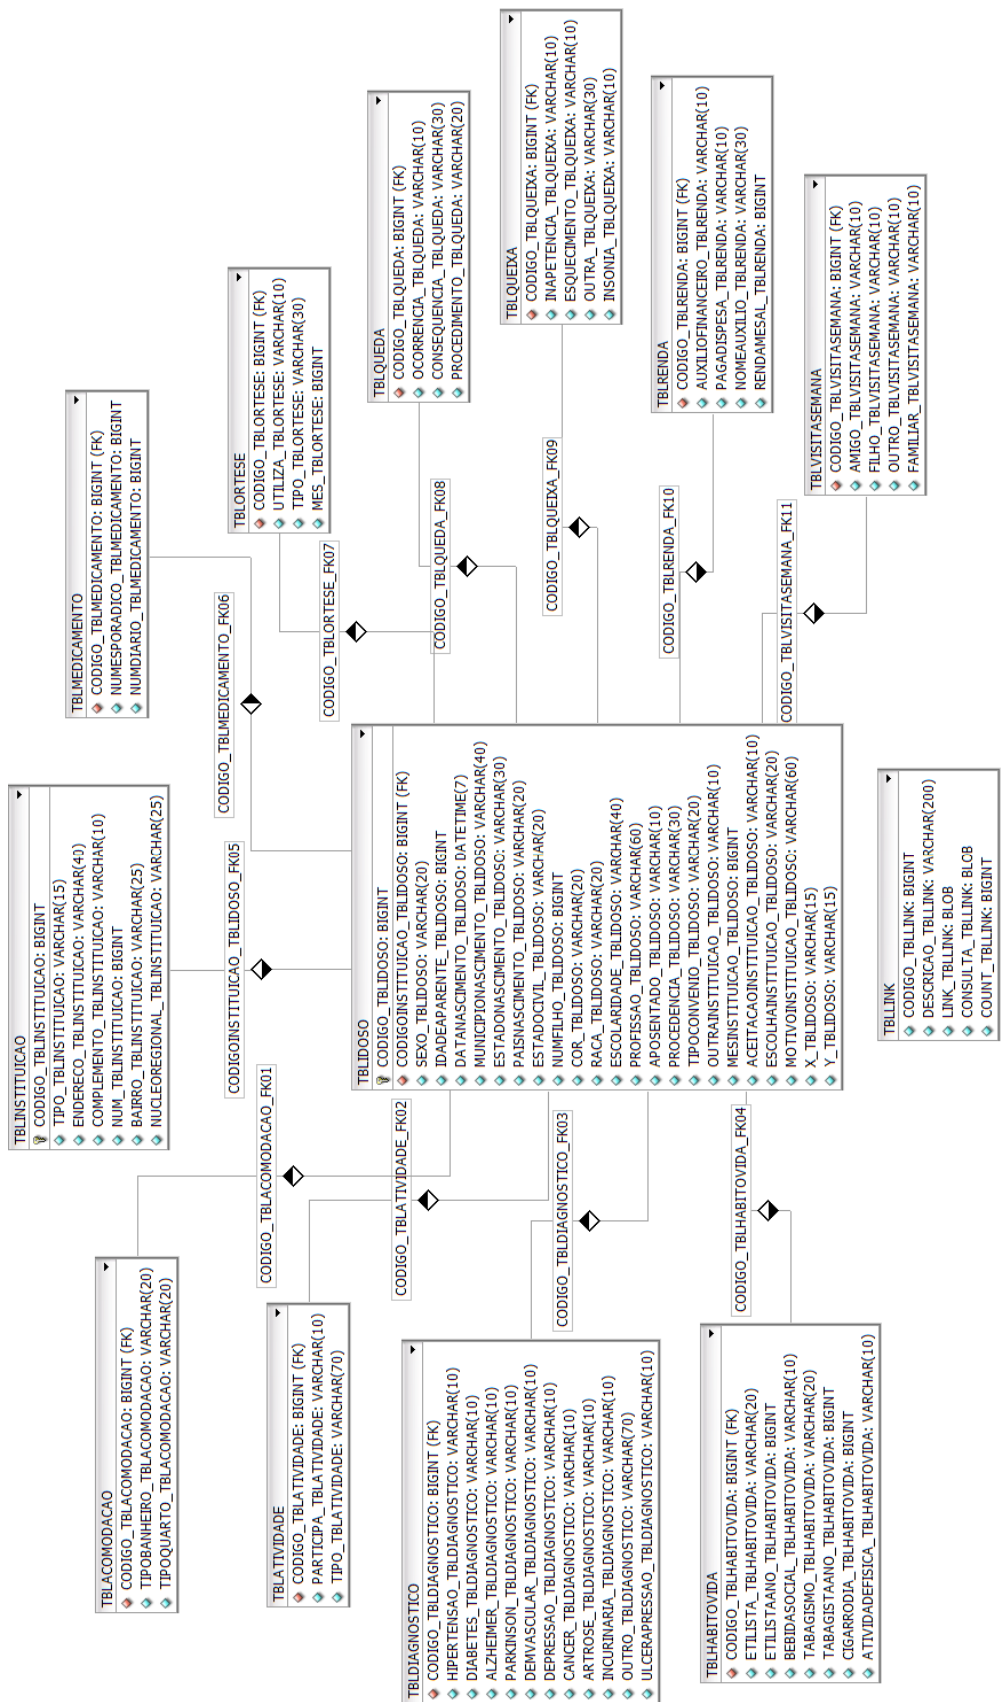 TBLACOMODACAO
CODIGO_TBLACOMODACAO: BIGINT (FK)
TIPOBANHEIRO_TBLACOMODACAO: VARCHAR(20)
TIPOQUARTO_TBLACOMODACAO: VARCHAR(20)
CODIGO_TBLACOMODACAO_FK01
TBLATIVIDADE
CODIGO_TBLATIVIDADE: BIGINT (FK)
PARTICIPA_TBLATIVIDADE: VARCHAR(10)
TIPO_TBLATIVIDADE: VARCHAR(70)
CODIGO_TBLATIVIDADE_FK02
TBLDIAGNOSTICO
CODIGO_TBLDIAGNOSTICO: BIGINT (FK)
HIPERTENSAO_TBLDIAGNOSTICO: VARCHAR(10)
DIABETES_TBLDIAGNOSTICO: VARCHAR(10)
ALZHEIMER_TBLDIAGNOSTICO: VARCHAR(10)
PARKINSON_TBLDIAGNOSTICO: VARCHAR(10)
DEMVASCULAR_TBLDIAGNOSTICO: VARCHAR(10)
DEPRESSAO_TBLDIAGNOSTICO: VARCHAR(10)
CANCER_TBLDIAGNOSTICO: VARCHAR(10)
ARTROSE_TBLDIAGNOSTICO: VARCHAR(10)
INCURINARIA_TBLDIAGNOSTICO: VARCHAR(10)
OUTRO_TBLDIAGNOSTICO: VARCHAR(70)
ULCERAPRESSAO_TBLDIAGNOSTICO: VARCHAR(10)
CODIGO_TBLDIAGNOSTICO_FK03
TBLHABITOVIDA
CODIGO_TBLHABITOVIDA: BIGINT (FK)
ETILISTA_TBLHABITOVIDA: VARCHAR(20)
ETILISTAANO_TBLHABITOVIDA: BIGINT
BEBIDASOCIAL_TBLHABITOVIDA: VARCHAR(10)
TABAGISMO_TBLHABITOVIDA: VARCHAR(20)
TABAGISTAANO_TBLHABITOVIDA: BIGINT
CIGARRODIA_TBLHABITOVIDA: BIGINT
ATIVIDADEFISICA_TBLHABITOVIDA: VARCHAR(10)
CODIGO_TBLHABITOVIDA_FK04
TBLINSTITUICAO
CODIGO_TBLINSTITUICAO: BIGINT
TIPO_TBLINSTITUICAO: VARCHAR(15)
ENDERECO_TBLINSTITUICAO: VARCHAR(40)
COMPLEMENTO_TBLINSTITUICAO: VARCHAR(10)
NUM_TBLINSTITUICAO: BIGINT
BAIRRO_TBLINSTITUICAO: VARCHAR(25)
NUCLEOREGIONAL_TBLINSTITUICAO: VARCHAR(25)
CODIGOINSTITUICAO_TBLIDOSO_FK05
TBLIDOSO
CODIGO_TBLIDOSO: BIGINT
CODIGOINSTITUICAO_TBLIDOSO: BIGINT (FK)
SEXO_TBLIDOSO: VARCHAR(20)
IDADEAPARENTE_TBLIDOSO: BIGINT
DATANASCIMENTO_TBLIDOSO: DATETIME(7)
MUNICIPIONASCIMENTO_TBLIDOSO: VARCHAR(40)
ESTADONASCIMENTO_TBLIDOSO: VARCHAR(30)
PAISNASCIMENTO_TBLIDOSO: VARCHAR(20)
ESTADOCIVIL_TBLIDOSO: VARCHAR(20)
NUMFILHO_TBLIDOSO: BIGINT
COR_TBLIDOSO: VARCHAR(20)
RACA_TBLIDOSO: VARCHAR(20)
ESCOLARIDADE_TBLIDOSO: VARCHAR(40)
PROFISSAO_TBLIDOSO: VARCHAR(60)
APOSENTADO_TBLIDOSO: VARCHAR(10)
PROCEDENCIA_TBLIDOSO: VARCHAR(30)
TIPOCONVENIO_TBLIDOSO: VARCHAR(20)
OUTRAINSTITUICAO_TBLIDOSO: VARCHAR(10)
MESINSTITUICAO_TBLIDOSO: BIGINT
ACEITACAOINSTITUICAO_TBLIDOSO: VARCHAR(10)
ESCOLHAINSTITUICAO_TBLIDOSO: VARCHAR(20)
MOTIVOINSTITUICAO_TBLIDOSO: VARCHAR(60)
X_TBLIDOSO: VARCHAR(15)
Y_TBLIDOSO: VARCHAR(15)
TBLLINK
CODIGO_TBLLINK: BIGINT
DESCRICAO_TBLLINK: VARCHAR(200)
LINK_TBLLINK: BLOB
CONSULTA_TBLLINK: BLOB
COUNT_TBLLINK: BIGINT
TBLMEDICAMENTO
CODIGO_TBLMEDICAMENTO: BIGINT (FK)
NUMESPORADICO_TBLMEDICAMENTO: BIGINT
NUMDIARIO_TBLMEDICAMENTO: BIGINT
CODIGO_TBLMEDICAMENTO_FK06
TBLORTESE
CODIGO_TBLORTESE: BIGINT (FK)
UTILIZA_TBLORTESE: VARCHAR(10)
TIPO_TBLORTESE: VARCHAR(30)
MES_TBLORTESE: BIGINT
CODIGO_TBLORTESE_FK07
TBLQUEDA
CODIGO_TBLQUEDA: BIGINT (FK)
OCORRENCIA_TBLQUEDA: VARCHAR(10)
CONSEQUENCIA_TBLQUEDA: VARCHAR(30)
PROCEDIMENTO_TBLQUEDA: VARCHAR(20)
CODIGO_TBLQUEDA_FK08
TBLQUEIXA
CODIGO_TBLQUEIXA: BIGINT (FK)
INAPETENCIA_TBLQUEIXA: VARCHAR(10)
ESQUECIMENTO_TBLQUEIXA: VARCHAR(10)
OUTRA_TBLQUEIXA: VARCHAR(30)
INSONIA_TBLQUEIXA: VARCHAR(10)
CODIGO_TBLQUEIXA_FK09
TBLRENDA
CODIGO_TBLRENDA: BIGINT (FK)
AUXILIOFINANCEIRO_TBLRENDA: VARCHAR(10)
PAGADISPESA_TBLRENDA: VARCHAR(10)
NOMEAUXILIO_TBLRENDA: VARCHAR(30)
RENDAMESAL_TBLRENDA: BIGINT
CODIGO_TBLRENDA_FK10
TBLVISITASEMANA
CODIGO_TBLVISITASEMANA: BIGINT (FK)
AMIGO_TBLVISITASEMANA: VARCHAR(10)
FILHO_TBLVISITASEMANA: VARCHAR(10)
OUTRO_TBLVISITASEMANA: VARCHAR(10)
FAMILIAR_TBLVISITASEMANA: VARCHAR(10)
CODIGO_TBLVISITASEMANA_FK11